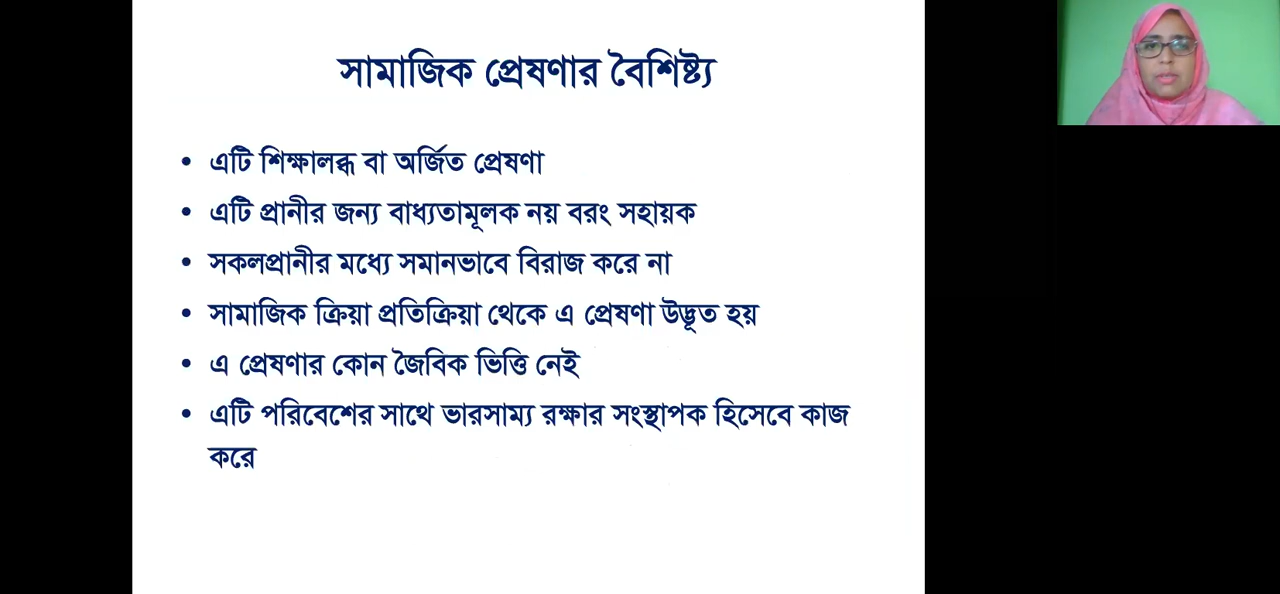 সামাজিক প্রেষণার বৈশিষ্ট্য
• এটি শিক্ষালব্ধ বা অর্জিত প্রেষণা
• এটি প্রানীর জন্য বাধ্যতামূলক নয় বরং সহায়ক
• সকলপ্রানীর মধ্যে সমানভাবে বিরাজ করে না
• সামাজিক ক্রিয়া প্রতিক্রিয়া থেকে এ প্রেষণা উদ্ভূত হয়
• এ প্রেষণার কোন জৈবিক ভিত্তি নেই
• এটি পরিবেশের সাথে ভারসাম্য রক্ষার সংস্থাপক হিসেবে কাজ
করে